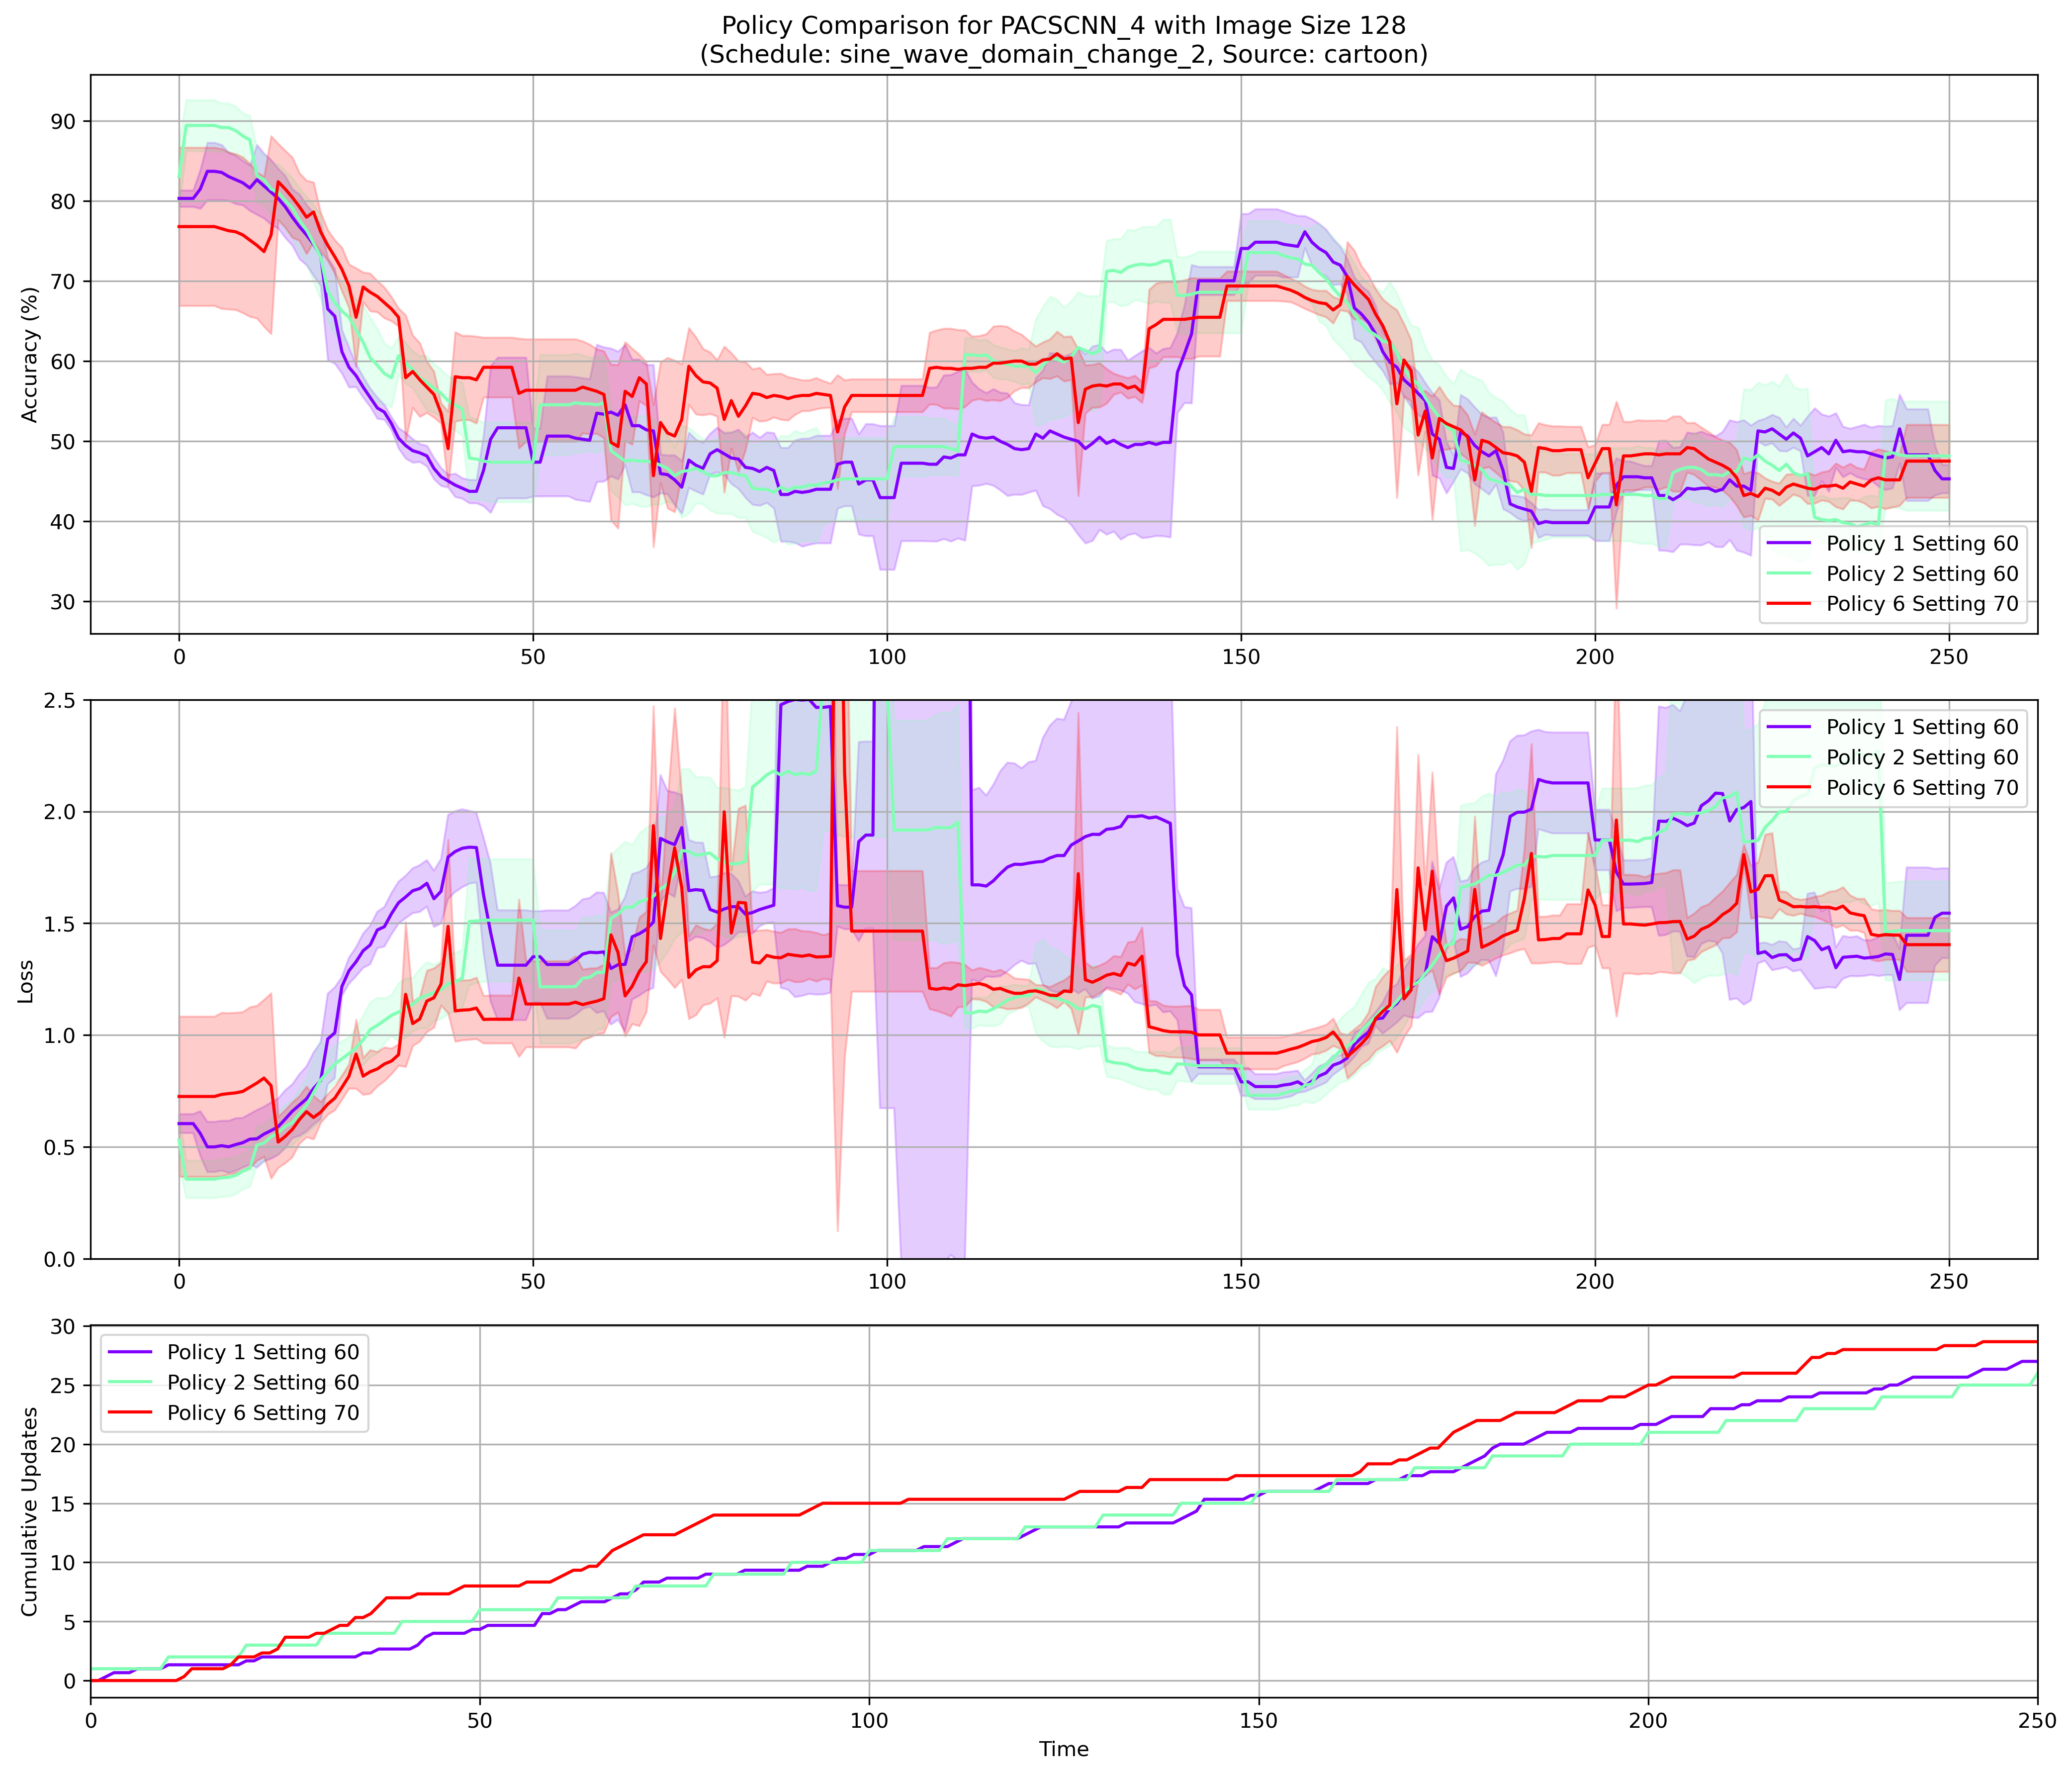 Policy Comparison for PACSCNN_4 with Image Size 128
(Schedule: sine_wave_domain_change_2, Source: cartoon)
Accuracy (%)
90
80
70
60
50
40
30
0 50 100 150 200 250
Policy 1 Setting 60
Policy 2 Setting 60
Policy 6 Setting 70
Loss
2.5
2.0
1.5
1.0
0.5
0.0
0 50 100 150 200 250
Policy 1 Setting 60
Policy 2 Setting 60
Policy 6 Setting 70
Cumulative Updates
30
25
20
15
10
5
0
0 50 100 150 200 250
Policy 1 Setting 60
Policy 2 Setting 60
Policy 6 Setting 70
Time